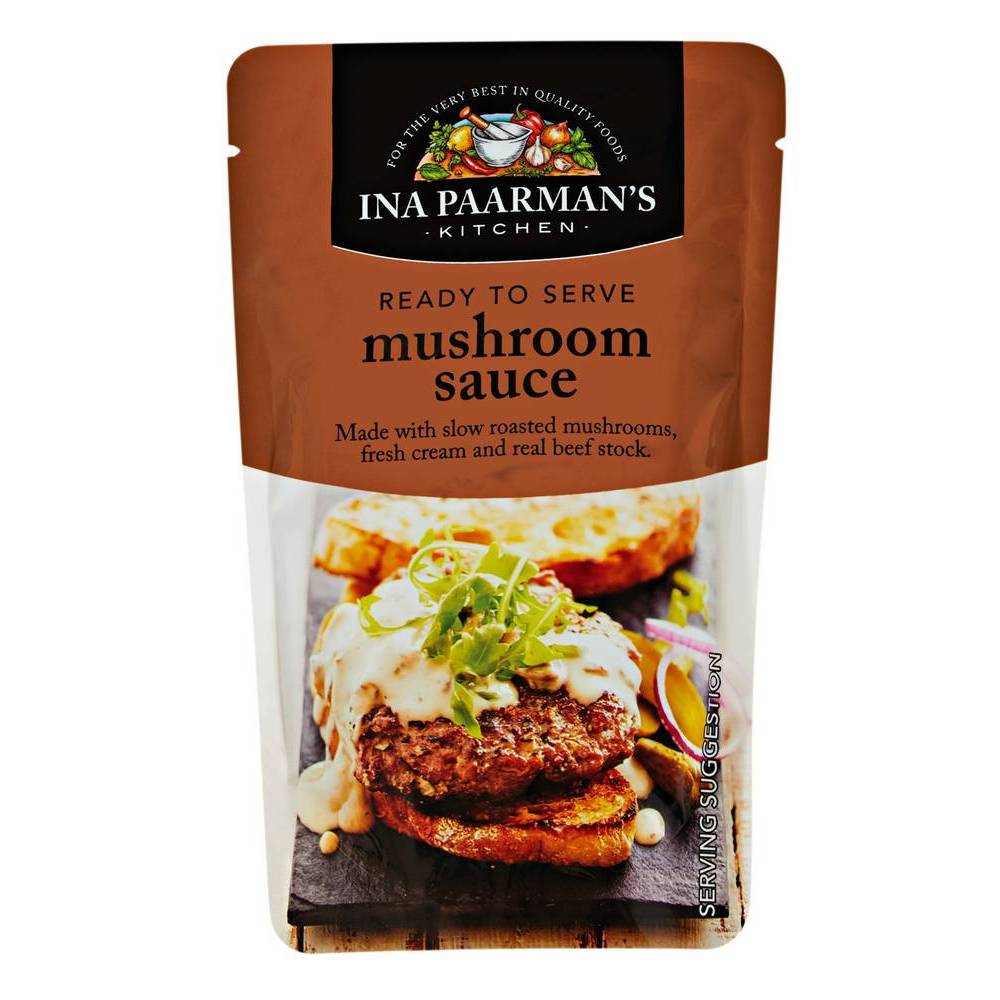 FOR THE VERY BEST IN QUALITY FOODS
INA PAARMAN'S
· KITCHEN ·
READY TO SERVE
mushroom
sauce
Made with slow roasted mushrooms,
fresh cream and real beef stock.
SERVING SUGGESTION